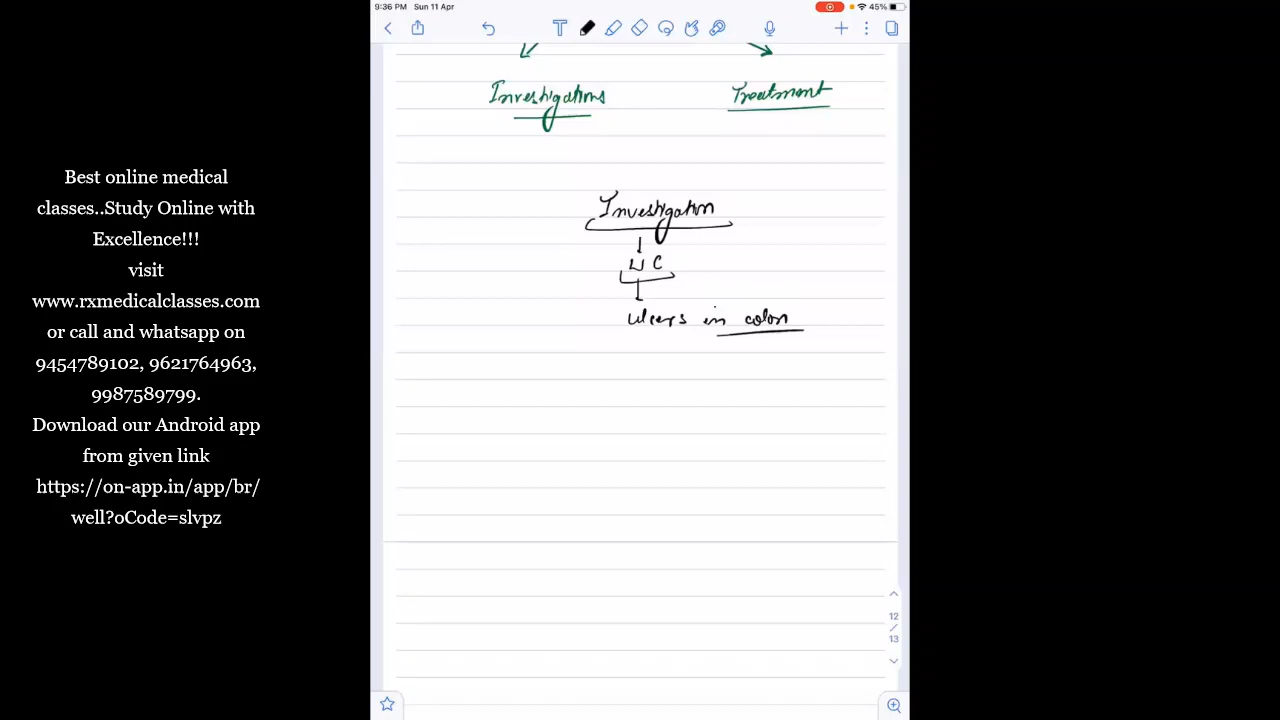 9:36 PM Sun 11 Apr
45%
Investigations Treatment
Best online medical
classes..Study Online with
Excellence!!!
visit
www.rxmedicalclasses.com
or call and whatsapp on
9454789102, 9621764963,
9987589799.
Download our Android app
from given link
https://on-app.in/app/br/
well?oCode=slvpz
Investigation
UC
Ulcers in colon
12
/
13